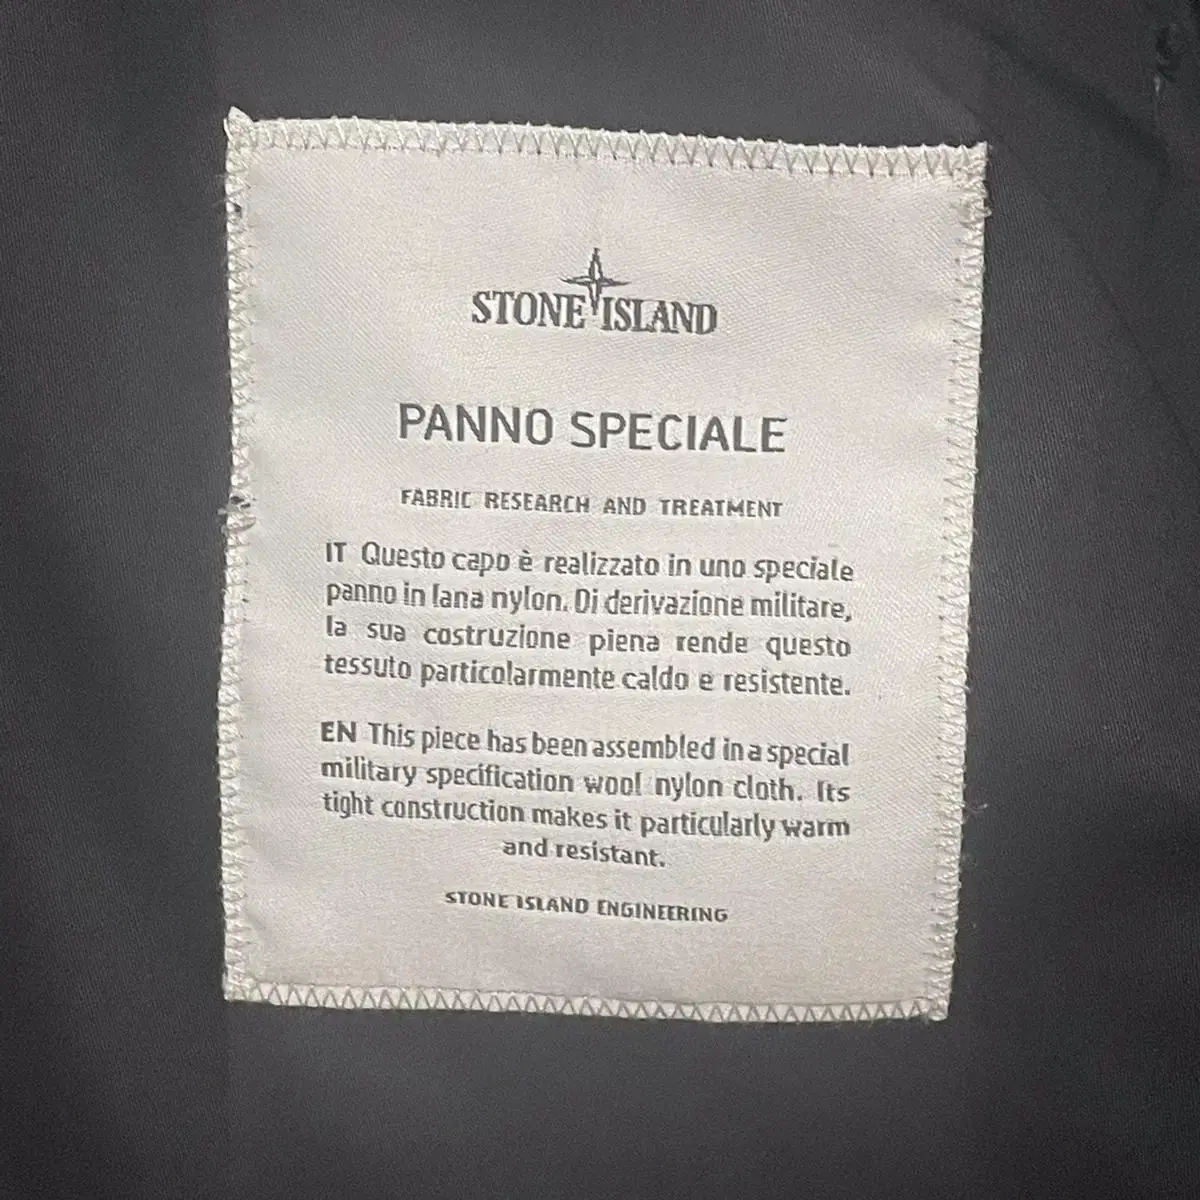 STONE ISLAND
PANNO SPECIALE
FABRIC RESEARCH AND TREATMENT
IT Questo capo è realizzato in uno speciale
panno in lana nylon. Di derivazione militare,
la sua costruzione piena rende questo
tessuto particolarmente caldo e resistente.
EN This piece has been assembled in a special
military specification wool nylon cloth. Its
tight construction makes it particularly warm
and resistant.
STONE ISLAND ENGINEERING